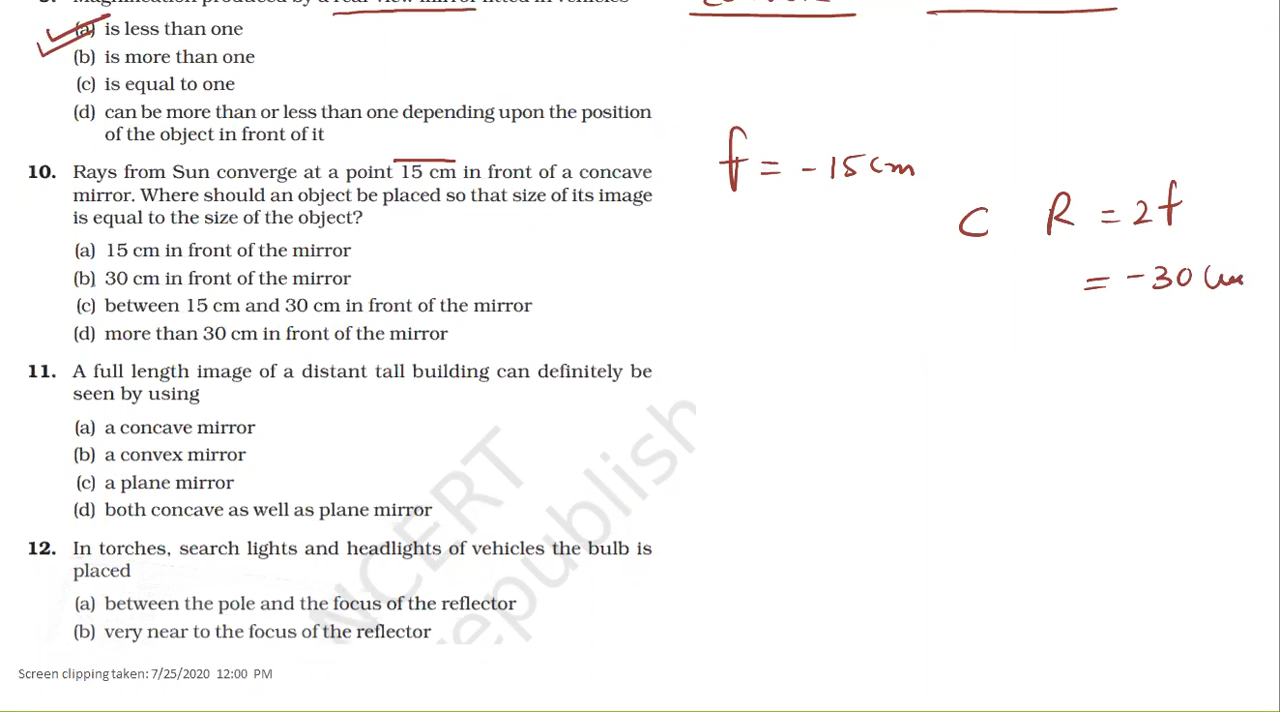 (a) is less than one
(b) is more than one
(c) is equal to one
(d) can be more than or less than one depending upon the position
of the object in front of it
10. Rays from Sun converge at a point 15 cm in front of a concave
mirror. Where should an object be placed so that size of its image
is equal to the size of the object?
(a) 15 cm in front of the mirror
(b) 30 cm in front of the mirror
(c) between 15 cm and 30 cm in front of the mirror
(d) more than 30 cm in front of the mirror
f = -15 cm
C R = 2f
= -30 cm
11. A full length image of a distant tall building can definitely be
seen by using
(a) a concave mirror
(b) a convex mirror
(c) a plane mirror
(d) both concave as well as plane mirror
12. In torches, search lights and headlights of vehicles the bulb is
placed
(a) between the pole and the focus of the reflector
(b) very near to the focus of the reflector
NCERT
republish
Screen clipping taken: 7/25/2020 12:00 PM